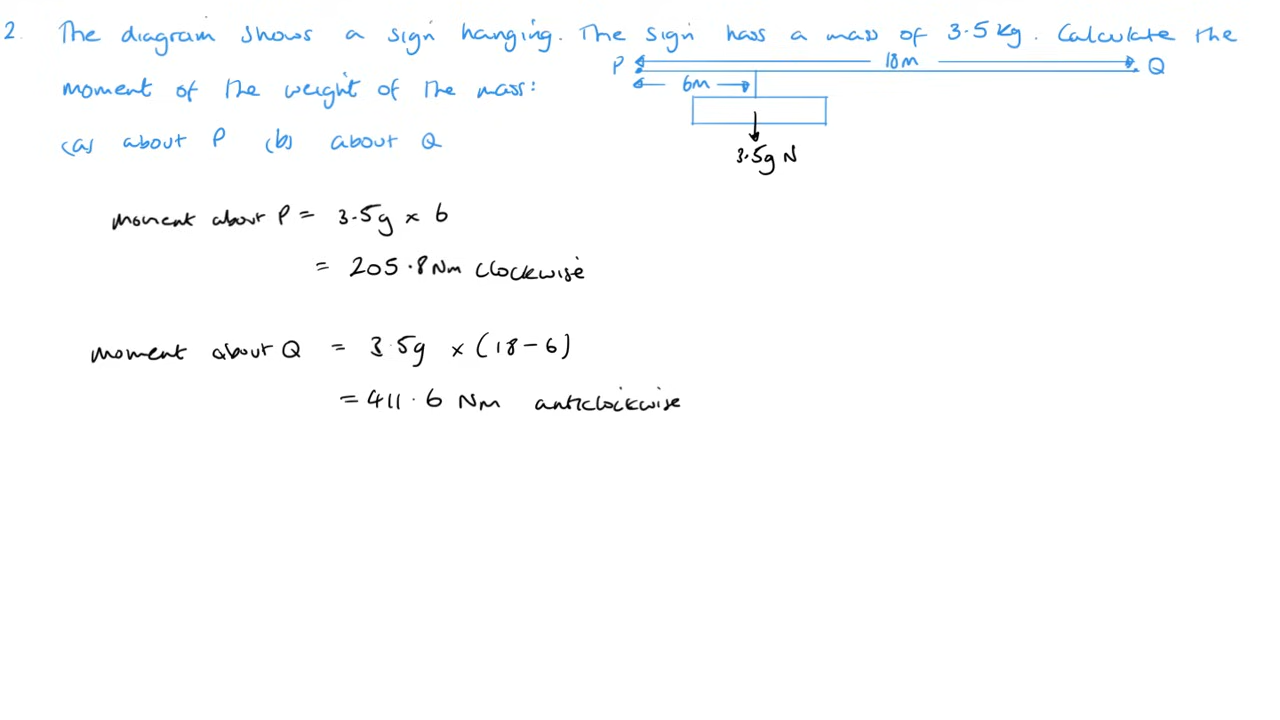 2. The diagram shows a sign hanging. The sign has a mass of 3.5kg. Calculate the
moment of the weight of the mass:
(a) about P (b) about Q
P 18m Q
6m
3.5g N
moment about P = 3.5g × 6
= 205.8Nm clockwise
moment about Q = 3.5g × (18-6)
= 411.6 Nm anticlockwise